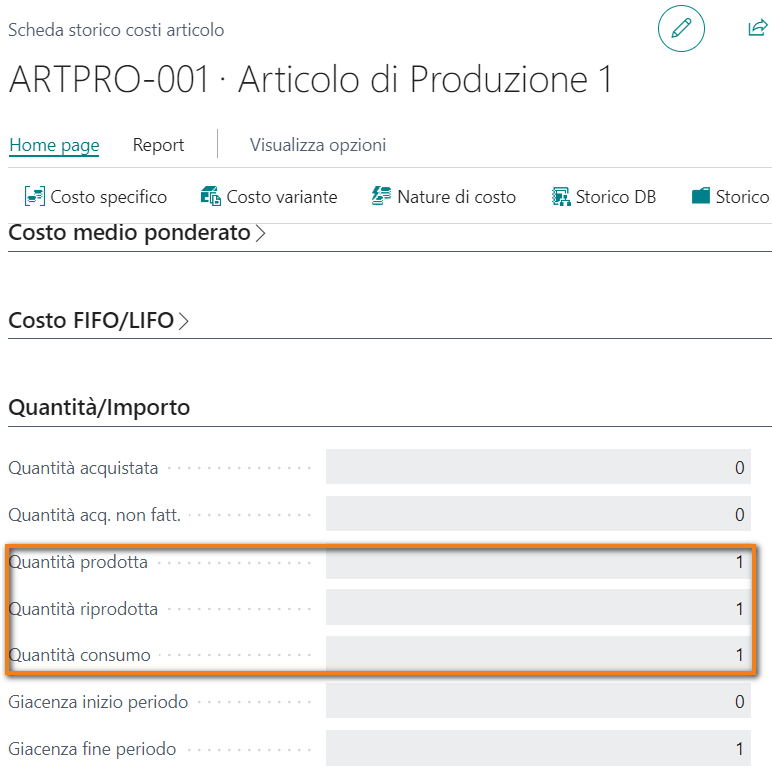 Scheda storico costi articolo
ARTPRO-001 · Articolo di Produzione 1
Home page Report Visualizza opzioni
Costo specifico Costo variante Nature di costo Storico DB Storico
Costo medio ponderato
Costo FIFO/LIFO
Quantità/Importo
Quantità acquistata 0
Quantità acq. non fatt. 0
Quantità prodotta 1
Quantità riprodotta 1
Quantità consumo 1
Giacenza inizio periodo 0
Giacenza fine periodo 1